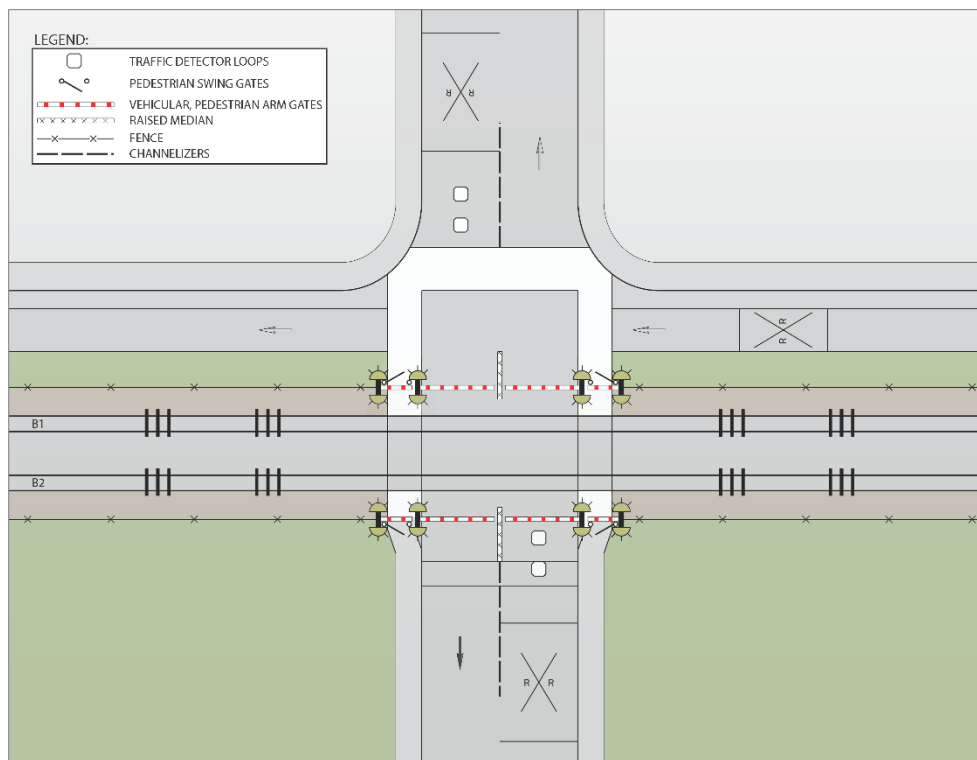 LEGEND:
TRAFFIC DETECTOR LOOPS
PEDESTRIAN SWING GATES
VEHICULAR, PEDESTRIAN ARM GATES
RAISED MEDIAN
FENCE
CHANNELIZERS
R R
R
R
B1
B2
R R